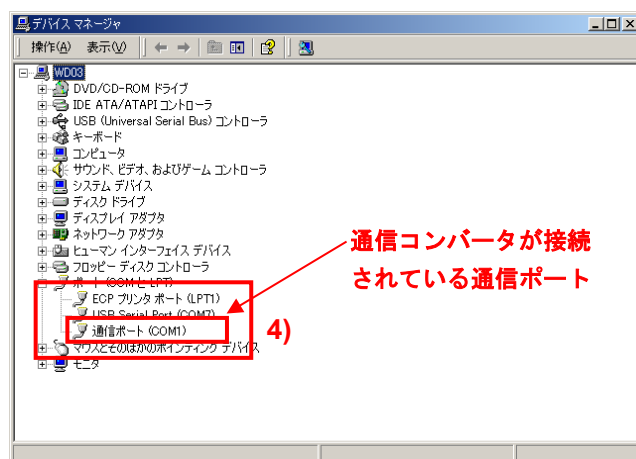 デバイス マネージャ
操作(A) 表示(V)
WD03
DVD/CD-ROM ドライブ
IDE ATA/ATAPI コントローラ
USB (Universal Serial Bus) コントローラ
キーボード
コンピュータ
サウンド、ビデオ、およびゲーム コントローラ
システム デバイス
ディスク ドライブ
ディスプレイ アダプタ
ネットワーク アダプタ
ヒューマン インターフェイス デバイス
フロッピー ディスク コントローラ
ポート (COM と LPT)
ECP プリンタ ポート (LPT1)
USB Serial Port (COM7)
通信ポート (COM1)
マウスとそのほかのポインティング デバイス
モニタ
通信コンバータが接続
されている通信ポート
4)